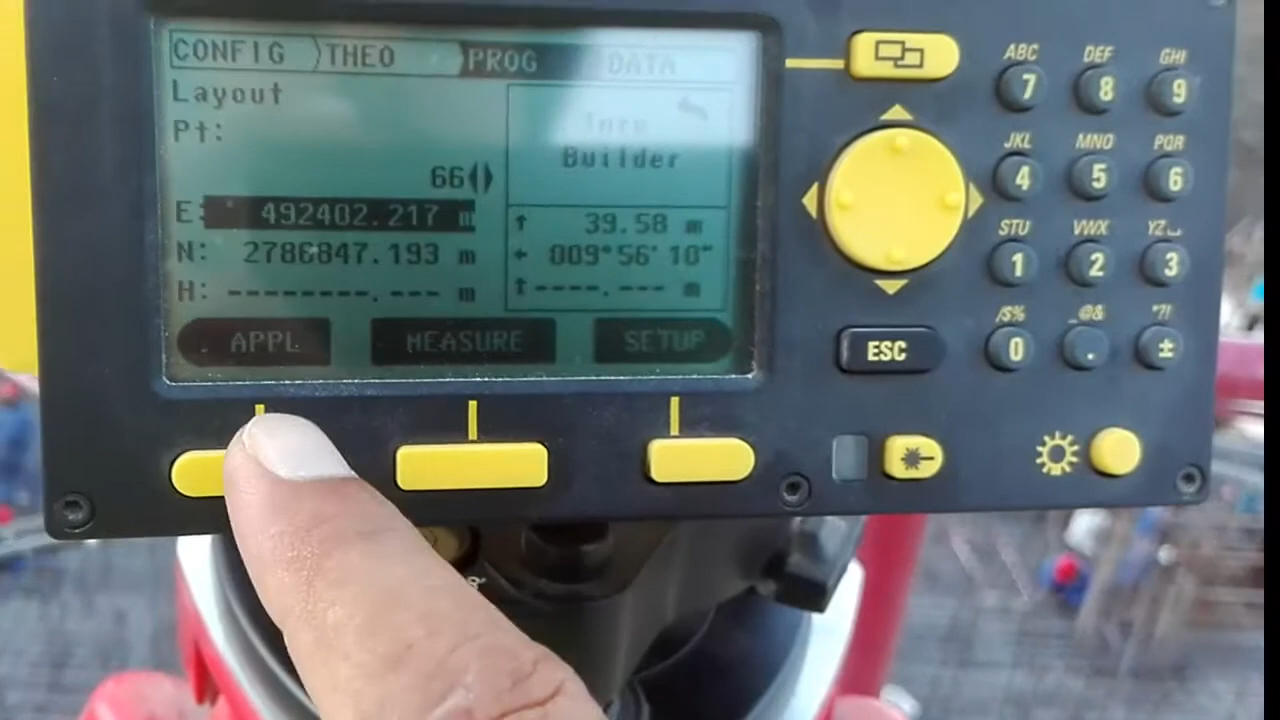 CONFIG THEO PROG DATA
Layout
Pt:
66
E: 492402.217 m
N: 2786847.193 m
H: --------.--- m
Builder
↑ 39.58 m
← 009°56'10"
↑ ----.--- m
APPL MEASURE SETUP
ABC DEF GHI
7 8 9
JKL MNO PQR
4 5 6
STU VWX YZ␣
1 2 3
/$% _@& *?!
0 . ±
ESC